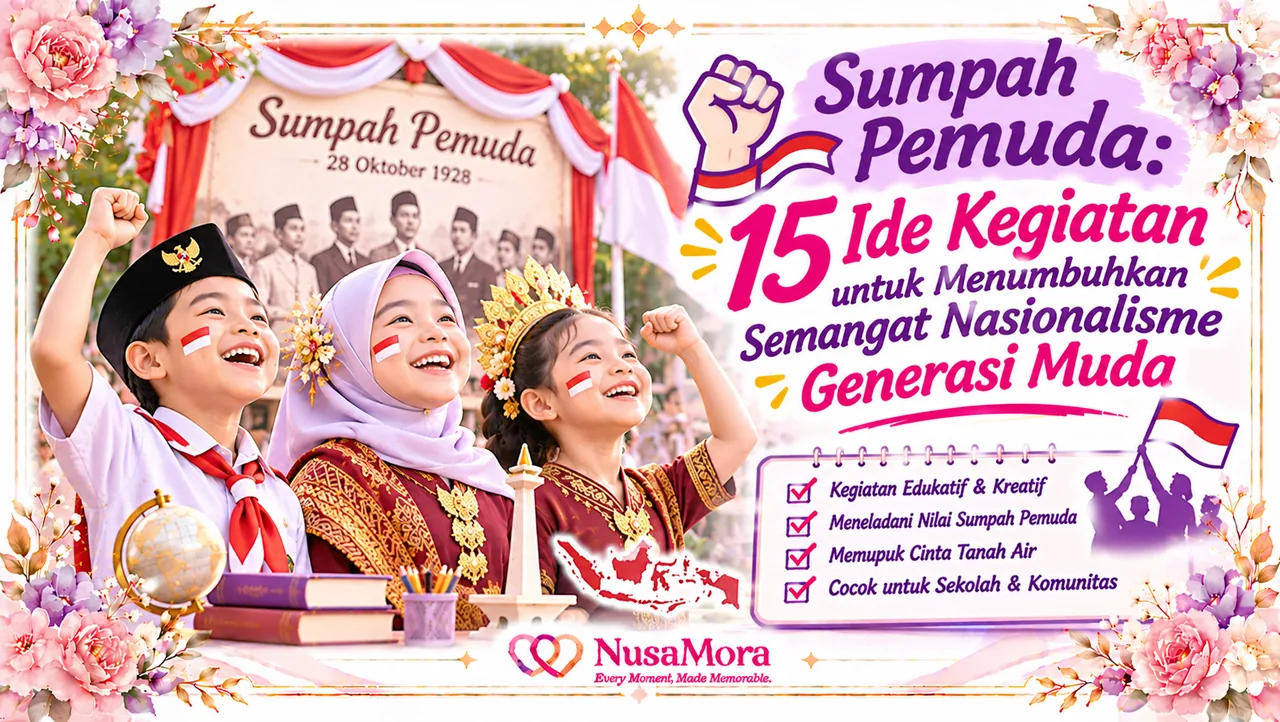 Sumpah Pemuda
28 Oktober 1928
Sumpah
Pemuda:
15 Ide Kegiatan
untuk Menumbuhkan
Semangat Nasionalisme
Generasi Muda
Kegiatan Edukatif & Kreatif
Meneladani Nilai Sumpah Pemuda
Memupuk Cinta Tanah Air
Cocok untuk Sekolah & Komunitas
NusaMora
Every Moment, Made Memorable.